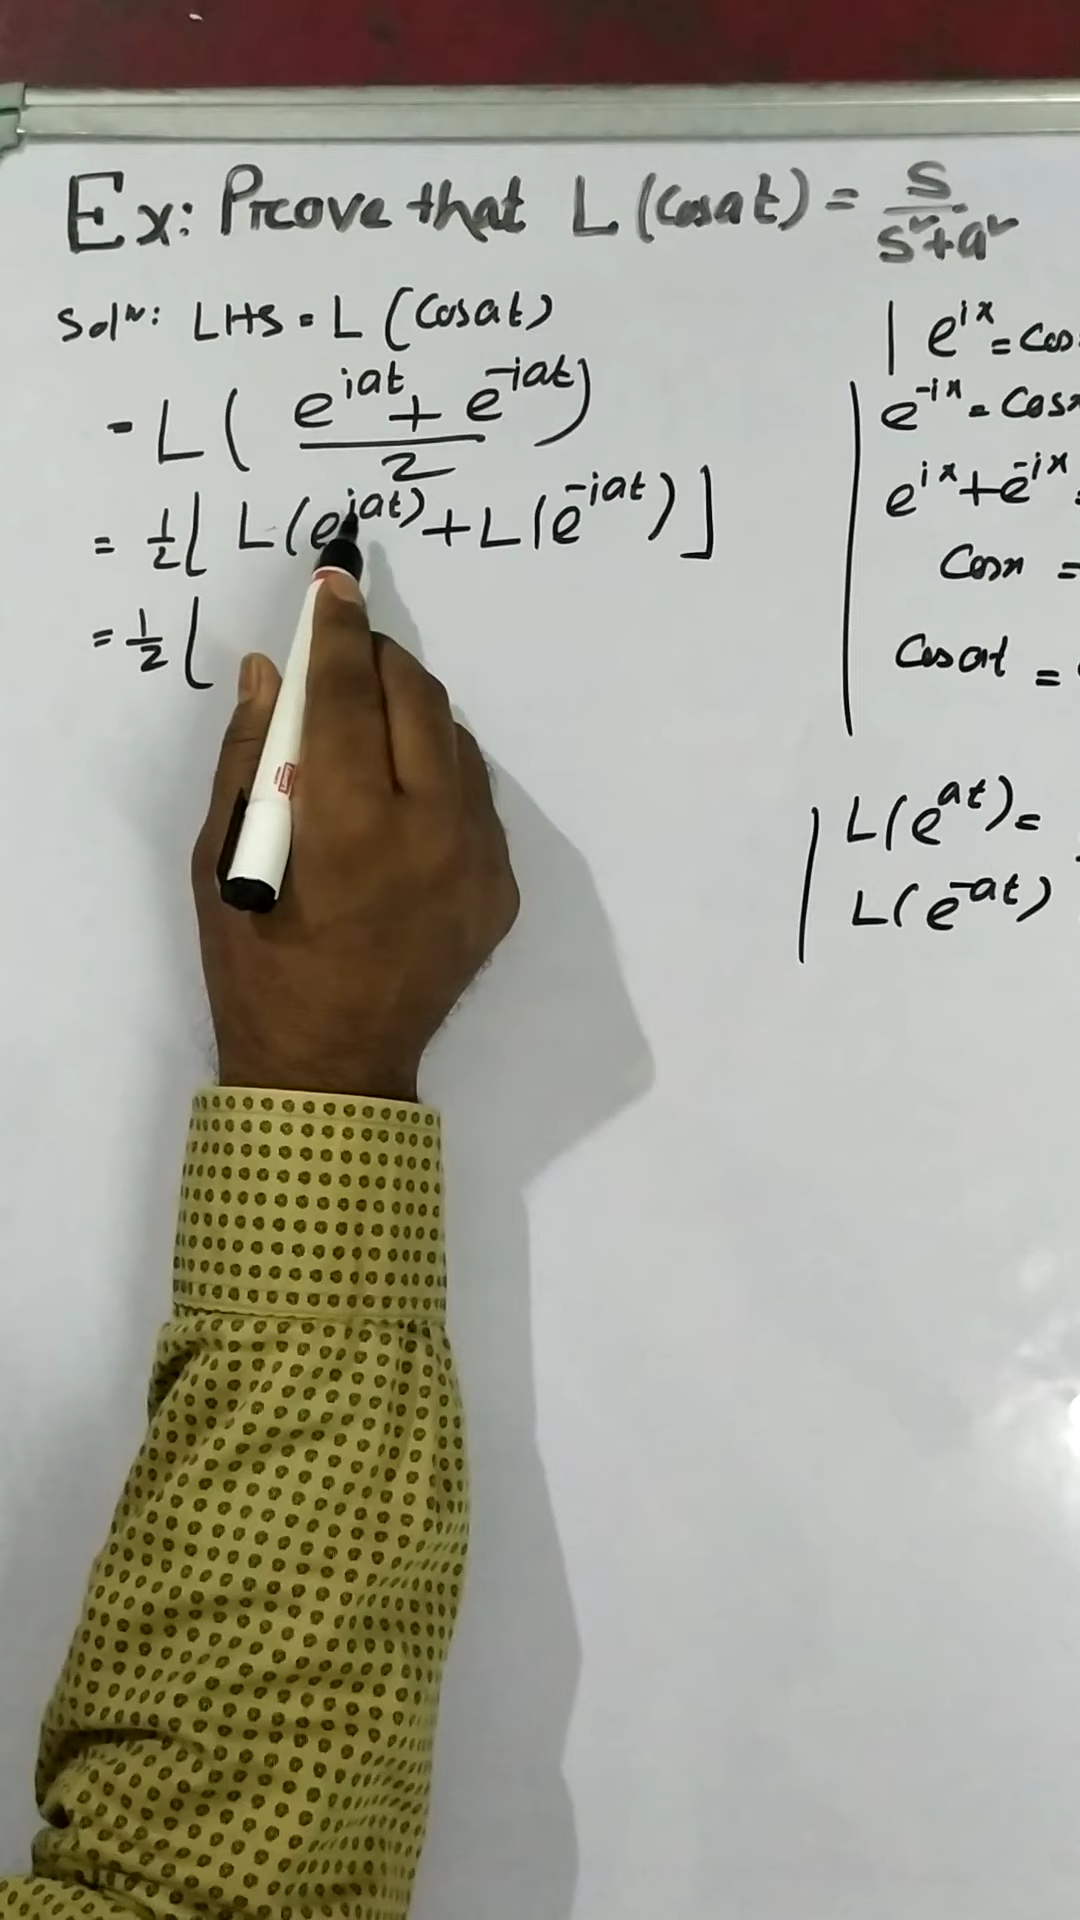 Ex: Prove that L(cosat) = s/s²+a²
Solⁿ: LHS = L (cosat)
= L ( e^iat + e^-iat / 2 )
= 1/2 [ L(e^iat) + L(e^-iat) ]
= 1/2 [
e^ix = cos
e^-ix = cosx
e^ix + e^-ix =
cosx =
cosat =
L(e^at) =
L(e^-at)